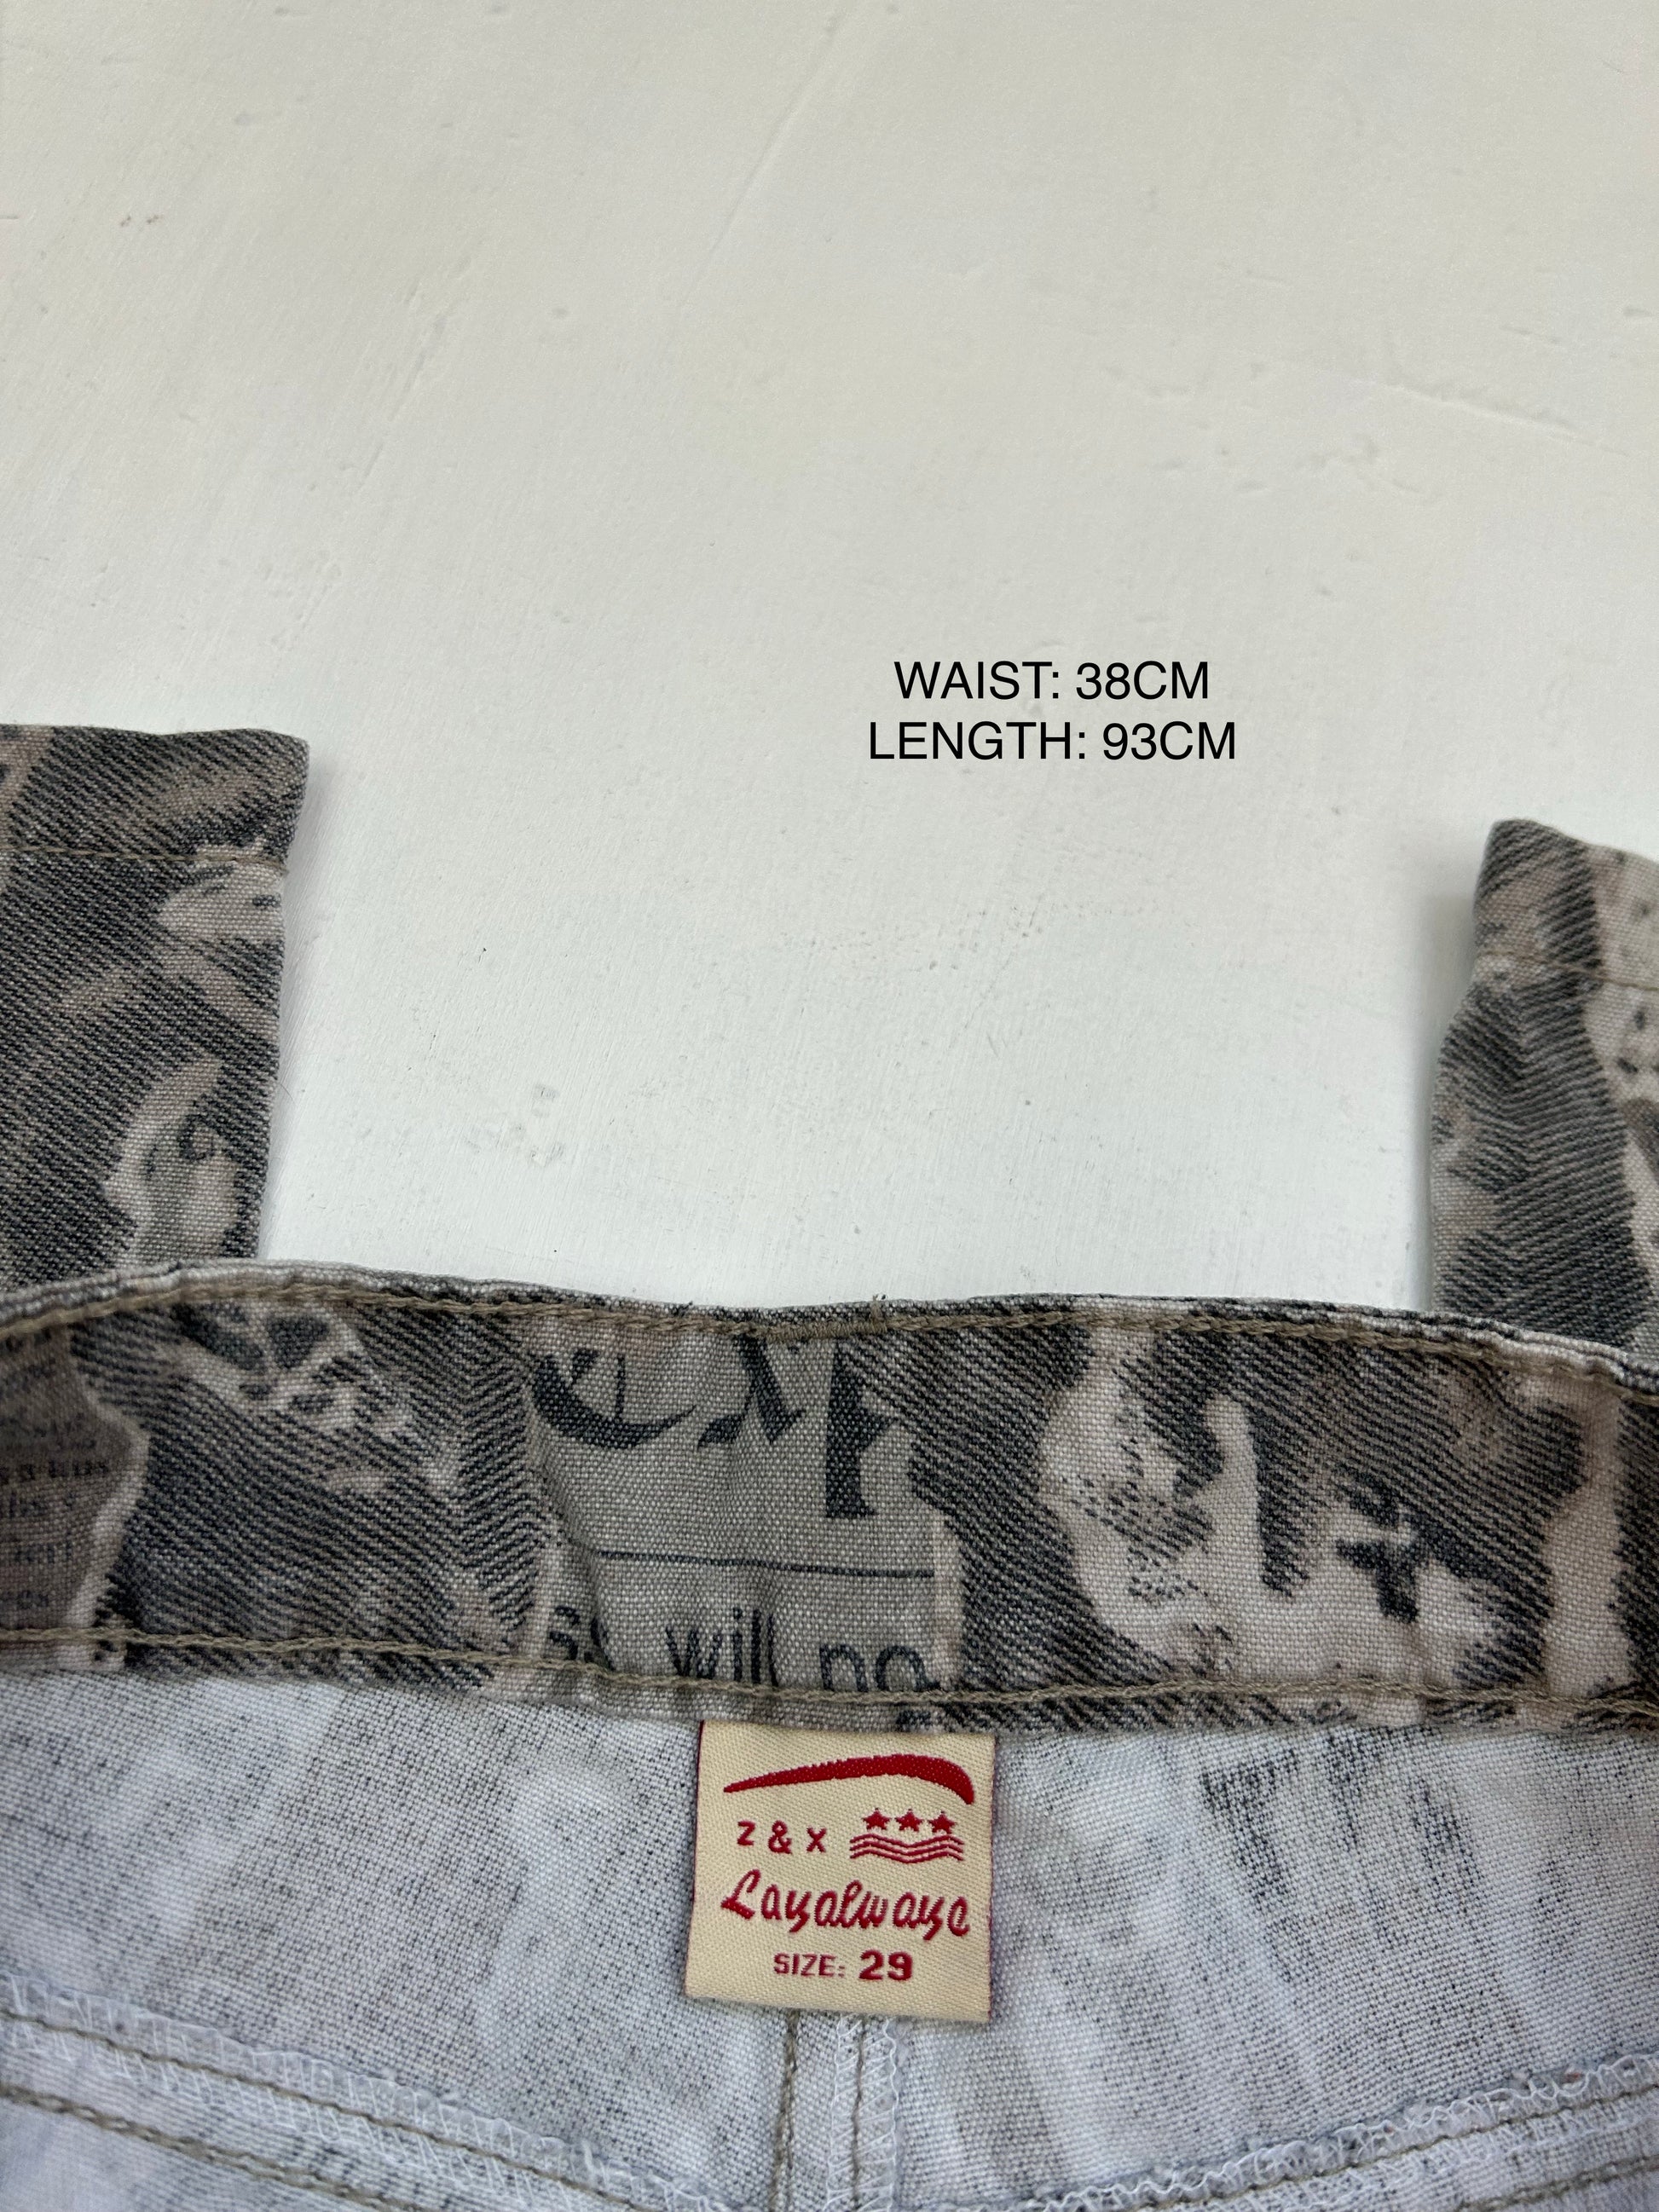 WAIST: 38CM
LENGTH: 93CM
will no
Z & X
Layalwaye
SIZE: 29